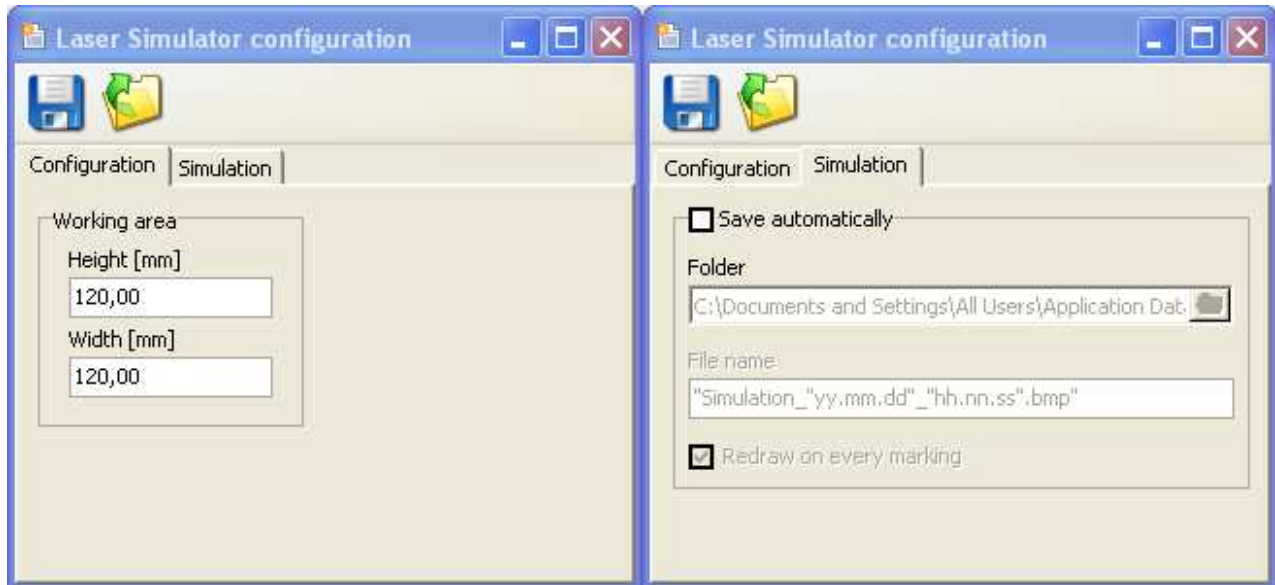 Laser Simulator configuration
Configuration
Simulation
Working area
Height [mm]
120,00
Width [mm]
120,00
Laser Simulator configuration
Configuration
Simulation
Save automatically
Folder
C:\Documents and Settings\All Users\Application Dat
File name
"Simulation_"yy.mm.dd"_"hh.nn.ss".bmp"
Redraw on every marking